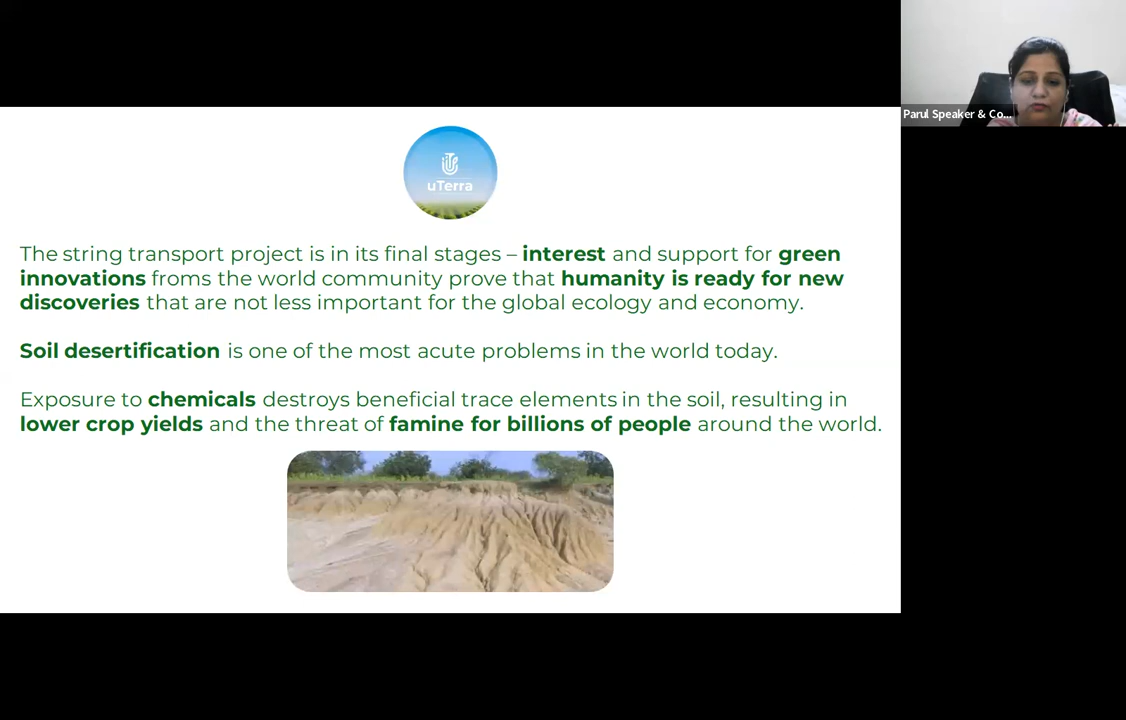 Parul Speaker & Co...
uTerra
The string transport project is in its final stages – interest and support for green
innovations froms the world community prove that humanity is ready for new
discoveries that are not less important for the global ecology and economy.
Soil desertification is one of the most acute problems in the world today.
Exposure to chemicals destroys beneficial trace elements in the soil, resulting in
lower crop yields and the threat of famine for billions of people around the world.